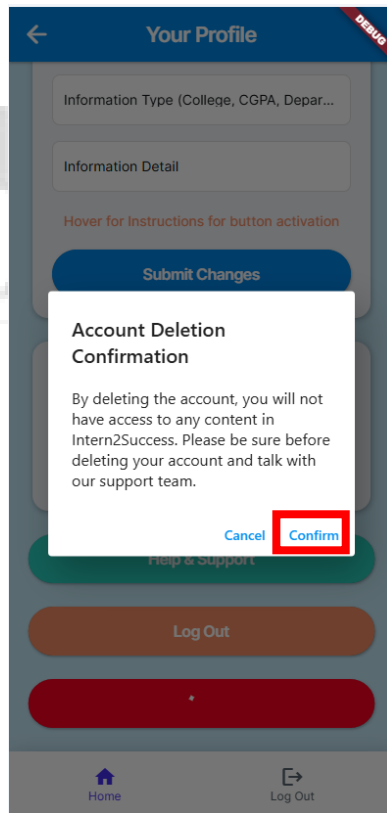 Your Profile
DEBUG
Information Type (College, CGPA, Depar...
Information Detail
Hover for Instructions for button activation
Submit Changes
Account Deletion
Confirmation
By deleting the account, you will not
have access to any content in
Intern2Success. Please be sure before
deleting your account and talk with
our support team.
Cancel Confirm
Help & Support
Log Out
Home Log Out